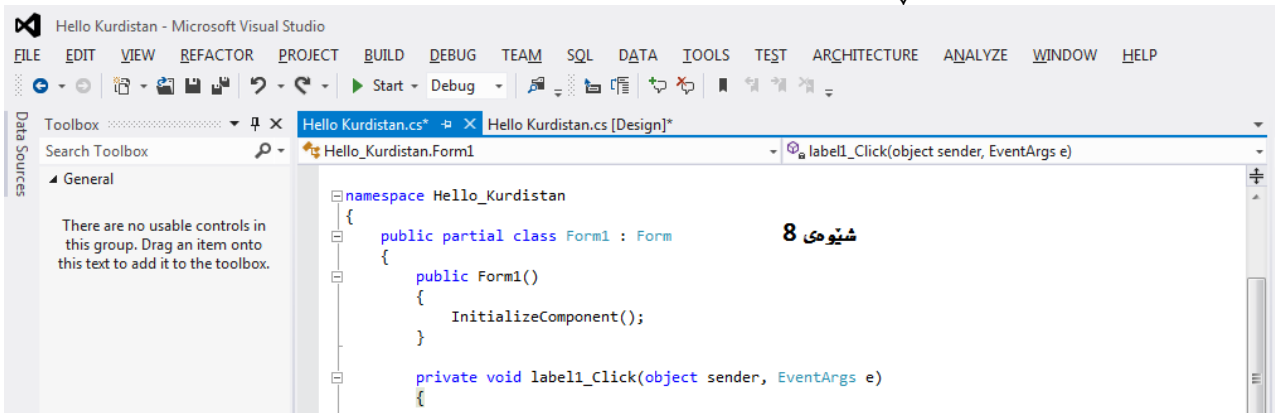 Hello Kurdistan - Microsoft Visual Studio
FILE EDIT VIEW REFACTOR PROJECT BUILD DEBUG TEAM SQL DATA TOOLS TEST ARCHITECTURE ANALYZE WINDOW HELP
Start Debug
Data Sources
Toolbox
Hello Kurdistan.cs* Hello Kurdistan.cs [Design]*
Search Toolbox
Hello_Kurdistan.Form1 label1_Click(object sender, EventArgs e)
General
There are no usable controls in
this group. Drag an item onto
this text to add it to the toolbox.
namespace Hello_Kurdistan
{
public partial class Form1 : Form
شێوەی 8
{
public Form1()
{
InitializeComponent();
}
private void label1_Click(object sender, EventArgs e)
{